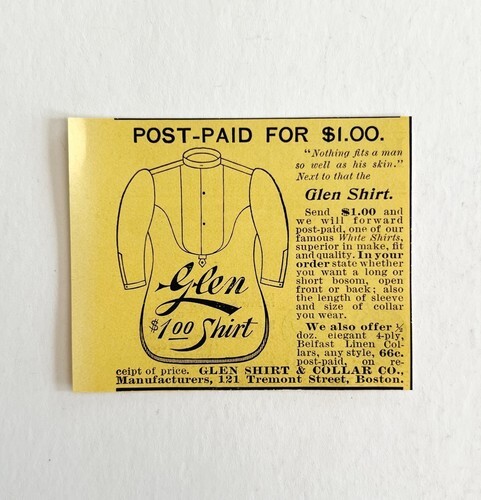 POST-PAID FOR $1.00.
"Nothing fits a man
so well as his skin."
Next to that the
Glen Shirt.
Send $1.00 and
we will forward
post-paid, one of our
famous White Shirts,
superior in make, fit
and quality. In your
order state whether
you want a long or
short bosom, open
front or back; also
the length of sleeve
and size of collar
you wear.
We also offer ½
doz. elegant 4-ply,
Belfast Linen Col-
lars, any style, 66c.
post-paid, on re-
ceipt of price. GLEN SHIRT & COLLAR CO.,
Manufacturers, 121 Tremont Street, Boston.
Glen
$1.00 Shirt